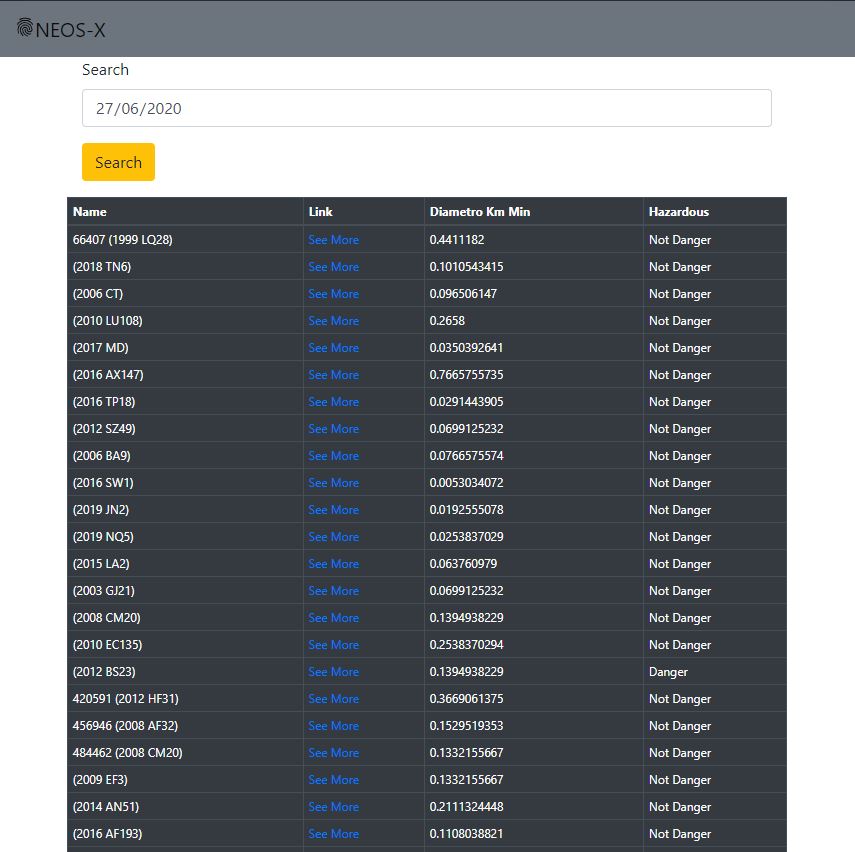 NEOS-X
Search
27/06/2020
Search
Name Link Diametro Km Min Hazardous
66407 (1999 LQ28) See More 0.4411182 Not Danger
(2018 TN6) See More 0.1010543415 Not Danger
(2006 CT) See More 0.096506147 Not Danger
(2010 LU108) See More 0.2658 Not Danger
(2017 MD) See More 0.0350392641 Not Danger
(2016 AX147) See More 0.7665755735 Not Danger
(2016 TP18) See More 0.0291443905 Not Danger
(2012 SZ49) See More 0.0699125232 Not Danger
(2006 BA9) See More 0.0766575574 Not Danger
(2016 SW1) See More 0.0053034072 Not Danger
(2019 JN2) See More 0.0192555078 Not Danger
(2019 NQ5) See More 0.0253837029 Not Danger
(2015 LA2) See More 0.063760979 Not Danger
(2003 GJ21) See More 0.0699125232 Not Danger
(2008 CM20) See More 0.1394938229 Not Danger
(2010 EC135) See More 0.2538370294 Not Danger
(2012 BS23) See More 0.1394938229 Danger
420591 (2012 HF31) See More 0.3669061375 Not Danger
456946 (2008 AF32) See More 0.1529519353 Not Danger
484462 (2008 CM20) See More 0.1332155667 Not Danger
(2009 EF3) See More 0.1332155667 Not Danger
(2014 AN51) See More 0.2111324448 Not Danger
(2016 AF193) See More 0.1108038821 Not Danger